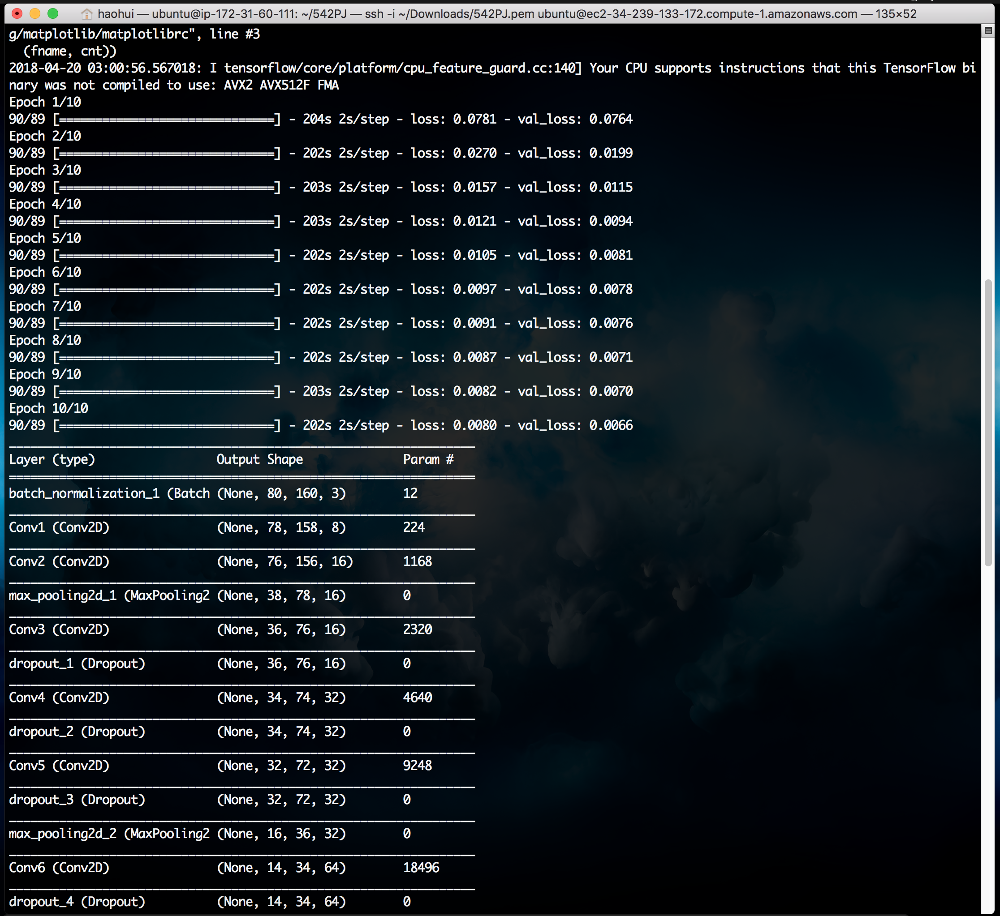 haohui — ubuntu@ip-172-31-60-111: ~/542PJ — ssh -i ~/Downloads/542PJ.pem ubuntu@ec2-34-239-133-172.compute-1.amazonaws.com — 135×52
g/matplotlib/matplotlibrc", line #3
(fname, cnt))
2018-04-20 03:00:56.567018: I tensorflow/core/platform/cpu_feature_guard.cc:140] Your CPU supports instructions that this TensorFlow bi
nary was not compiled to use: AVX2 AVX512F FMA
Epoch 1/10
90/89 [==============================] - 204s 2s/step - loss: 0.0781 - val_loss: 0.0764
Epoch 2/10
90/89 [==============================] - 202s 2s/step - loss: 0.0270 - val_loss: 0.0199
Epoch 3/10
90/89 [==============================] - 203s 2s/step - loss: 0.0157 - val_loss: 0.0115
Epoch 4/10
90/89 [==============================] - 203s 2s/step - loss: 0.0121 - val_loss: 0.0094
Epoch 5/10
90/89 [==============================] - 202s 2s/step - loss: 0.0105 - val_loss: 0.0081
Epoch 6/10
90/89 [==============================] - 202s 2s/step - loss: 0.0097 - val_loss: 0.0078
Epoch 7/10
90/89 [==============================] - 202s 2s/step - loss: 0.0091 - val_loss: 0.0076
Epoch 8/10
90/89 [==============================] - 202s 2s/step - loss: 0.0087 - val_loss: 0.0071
Epoch 9/10
90/89 [==============================] - 203s 2s/step - loss: 0.0082 - val_loss: 0.0070
Epoch 10/10
90/89 [==============================] - 202s 2s/step - loss: 0.0080 - val_loss: 0.0066
_________________________________________________________________
Layer (type) Output Shape Param #
=================================================================
batch_normalization_1 (Batch (None, 80, 160, 3) 12
_________________________________________________________________
Conv1 (Conv2D) (None, 78, 158, 8) 224
_________________________________________________________________
Conv2 (Conv2D) (None, 76, 156, 16) 1168
_________________________________________________________________
max_pooling2d_1 (MaxPooling2 (None, 38, 78, 16) 0
_________________________________________________________________
Conv3 (Conv2D) (None, 36, 76, 16) 2320
_________________________________________________________________
dropout_1 (Dropout) (None, 36, 76, 16) 0
_________________________________________________________________
Conv4 (Conv2D) (None, 34, 74, 32) 4640
_________________________________________________________________
dropout_2 (Dropout) (None, 34, 74, 32) 0
_________________________________________________________________
Conv5 (Conv2D) (None, 32, 72, 32) 9248
_________________________________________________________________
dropout_3 (Dropout) (None, 32, 72, 32) 0
_________________________________________________________________
max_pooling2d_2 (MaxPooling2 (None, 16, 36, 32) 0
_________________________________________________________________
Conv6 (Conv2D) (None, 14, 34, 64) 18496
_________________________________________________________________
dropout_4 (Dropout) (None, 14, 34, 64) 0